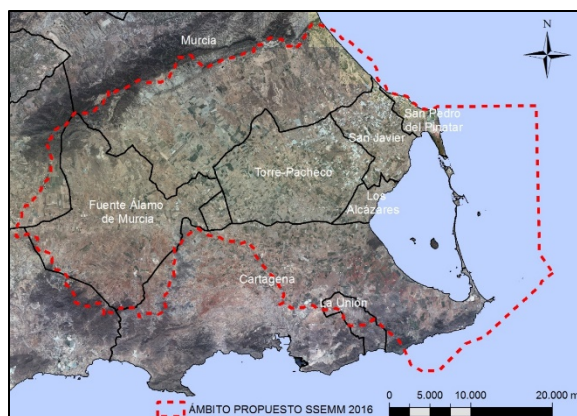 N
Murcia
San Pedro
del Pinatar
San Javier
Torre-Pacheco
Fuente Álamo
de Murcia
Los
Alcázares
Cartagena
La Unión
ÁMBITO PROPUESTO SSEMM 2016
0 5.000 10.000 20.000 m